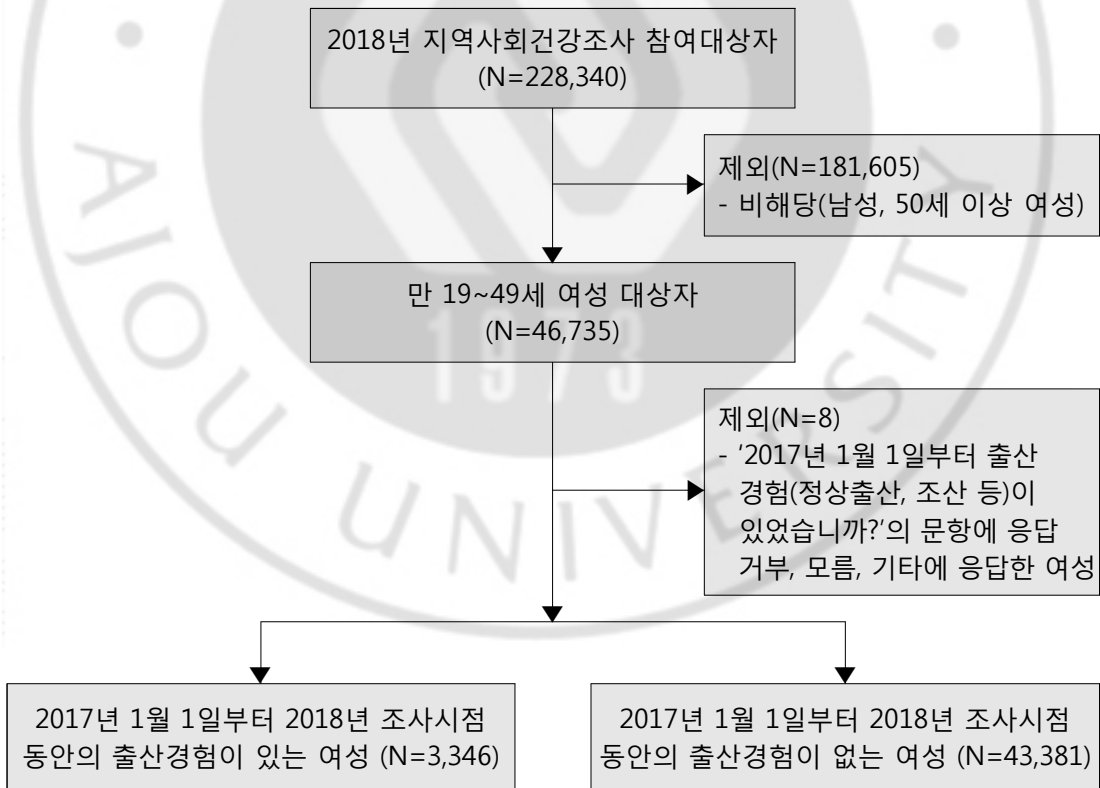 2018년 지역사회건강조사 참여대상자
(N=228,340)
제외(N=181,605)
- 비해당(남성, 50세 이상 여성)
만 19~49세 여성 대상자
(N=46,735)
제외(N=8)
- '2017년 1월 1일부터 출산
경험(정상출산, 조산 등)이
있었습니까?'의 문항에 응답
거부, 모름, 기타에 응답한 여성
2017년 1월 1일부터 2018년 조사시점
동안의 출산경험이 있는 여성 (N=3,346)
2017년 1월 1일부터 2018년 조사시점
동안의 출산경험이 없는 여성 (N=43,381)
AJOU UNIVERSITY
1973